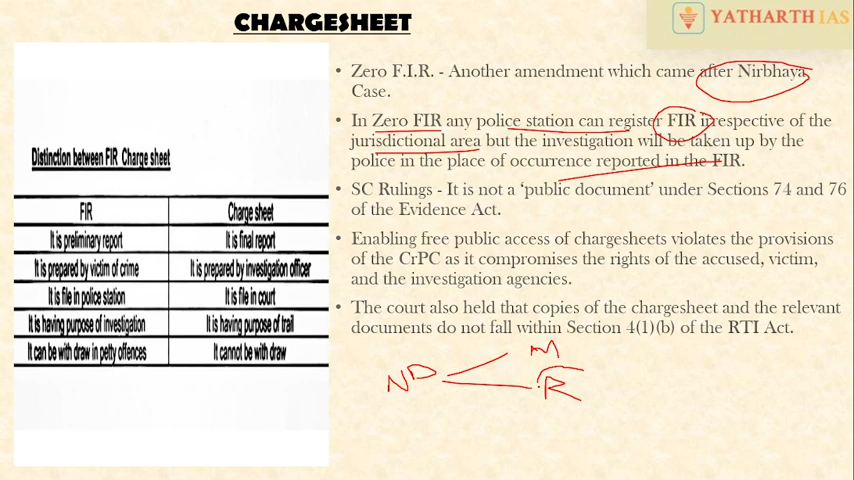 CHARGESHEET
YATHARTH IAS
Distinction between FIR Charge sheet
FIR Charge sheet
It is preliminary report It is final report
It is prepared by victim of crime It is prepared by investigation officer
It is file in police station It is file in court
It is having purpose of investigation It is having purpose of trail
It can be with draw in petty offences It cannot be with draw
• Zero F.I.R. - Another amendment which came after Nirbhaya
Case.
• In Zero FIR any police station can register FIR irrespective of the
jurisdictional area but the investigation will be taken up by the
police in the place of occurrence reported in the FIR.
• SC Rulings - It is not a ‘public document’ under Sections 74 and 76
of the Evidence Act.
• Enabling free public access of chargesheets violates the provisions
of the CrPC as it compromises the rights of the accused, victim,
and the investigation agencies.
• The court also held that copies of the chargesheet and the relevant
documents do not fall within Section 4(1)(b) of the RTI Act.
M
ND
R